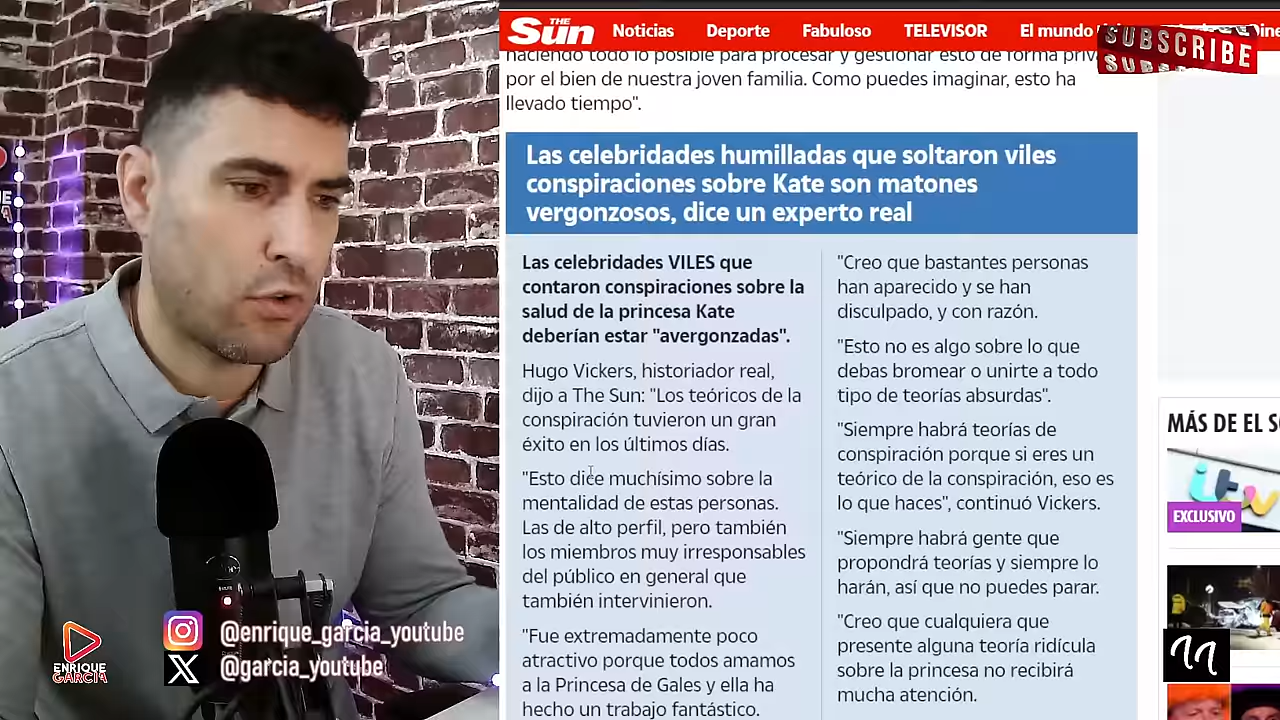 THE
Sun
Noticias
Deporte
Fabuloso
TELEVISOR
El mundo
SUBSCRIBE
haciendo todo lo posible para procesar y gestionar esto de forma
por el bien de nuestra joven familia. Como puedes imaginar, esto ha
llevado tiempo".
Las celebridades humilladas que soltaron viles
conspiraciones sobre Kate son matones
vergonzosos, dice un experto real
Las celebridades VILES que
contaron conspiraciones sobre la
salud de la princesa Kate
deberían estar "avergonzadas".
Hugo Vickers, historiador real,
dijo a The Sun: "Los teóricos de la
conspiración tuvieron un gran
éxito en los últimos días.
"Esto dice muchísimo sobre la
mentalidad de estas personas.
Las de alto perfil, pero también
los miembros muy irresponsables
del público en general que
también intervinieron.
"Fue extremadamente poco
atractivo porque todos amamos
a la Princesa de Gales y ella ha
hecho un trabajo fantástico.
"Creo que bastantes personas
han aparecido y se han
disculpado, y con razón.
"Esto no es algo sobre lo que
debas bromear o unirte a todo
tipo de teorías absurdas".
"Siempre habrá teorías de
conspiración porque si eres un
teórico de la conspiración, eso es
lo que haces", continuó Vickers.
"Siempre habrá gente que
propondrá teorías y siempre lo
harán, así que no puedes parar.
"Creo que cualquiera que
presente alguna teoría ridícula
sobre la princesa no recibirá
mucha atención.
MÁS DE EL
itv
EXCLUSIVO
ENRIQUE
GARCIA
@enrique_garcia_youtube
@garcia_youtube